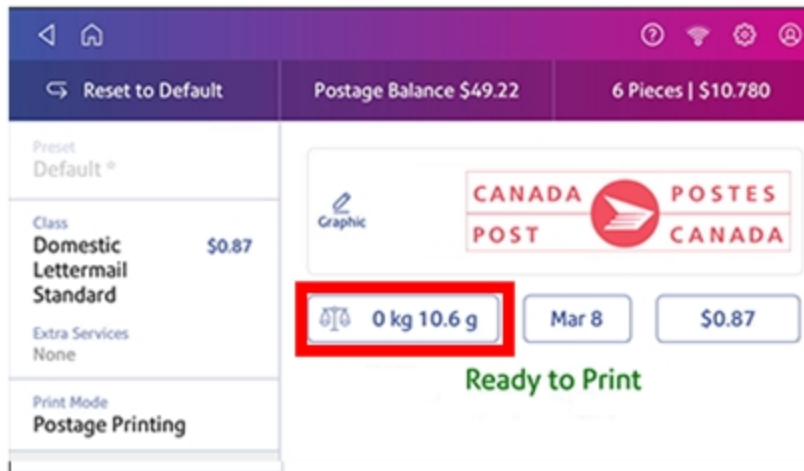 Reset to Default
Postage Balance $49.22
6 Pieces | $10.780
Preset
Default *
Class
Domestic $0.87
Lettermail
Standard
Extra Services
None
Print Mode
Postage Printing
Graphic
CANADA POSTES
POST CANADA
0 kg 10.6 g
Mar 8
$0.87
Ready to Print